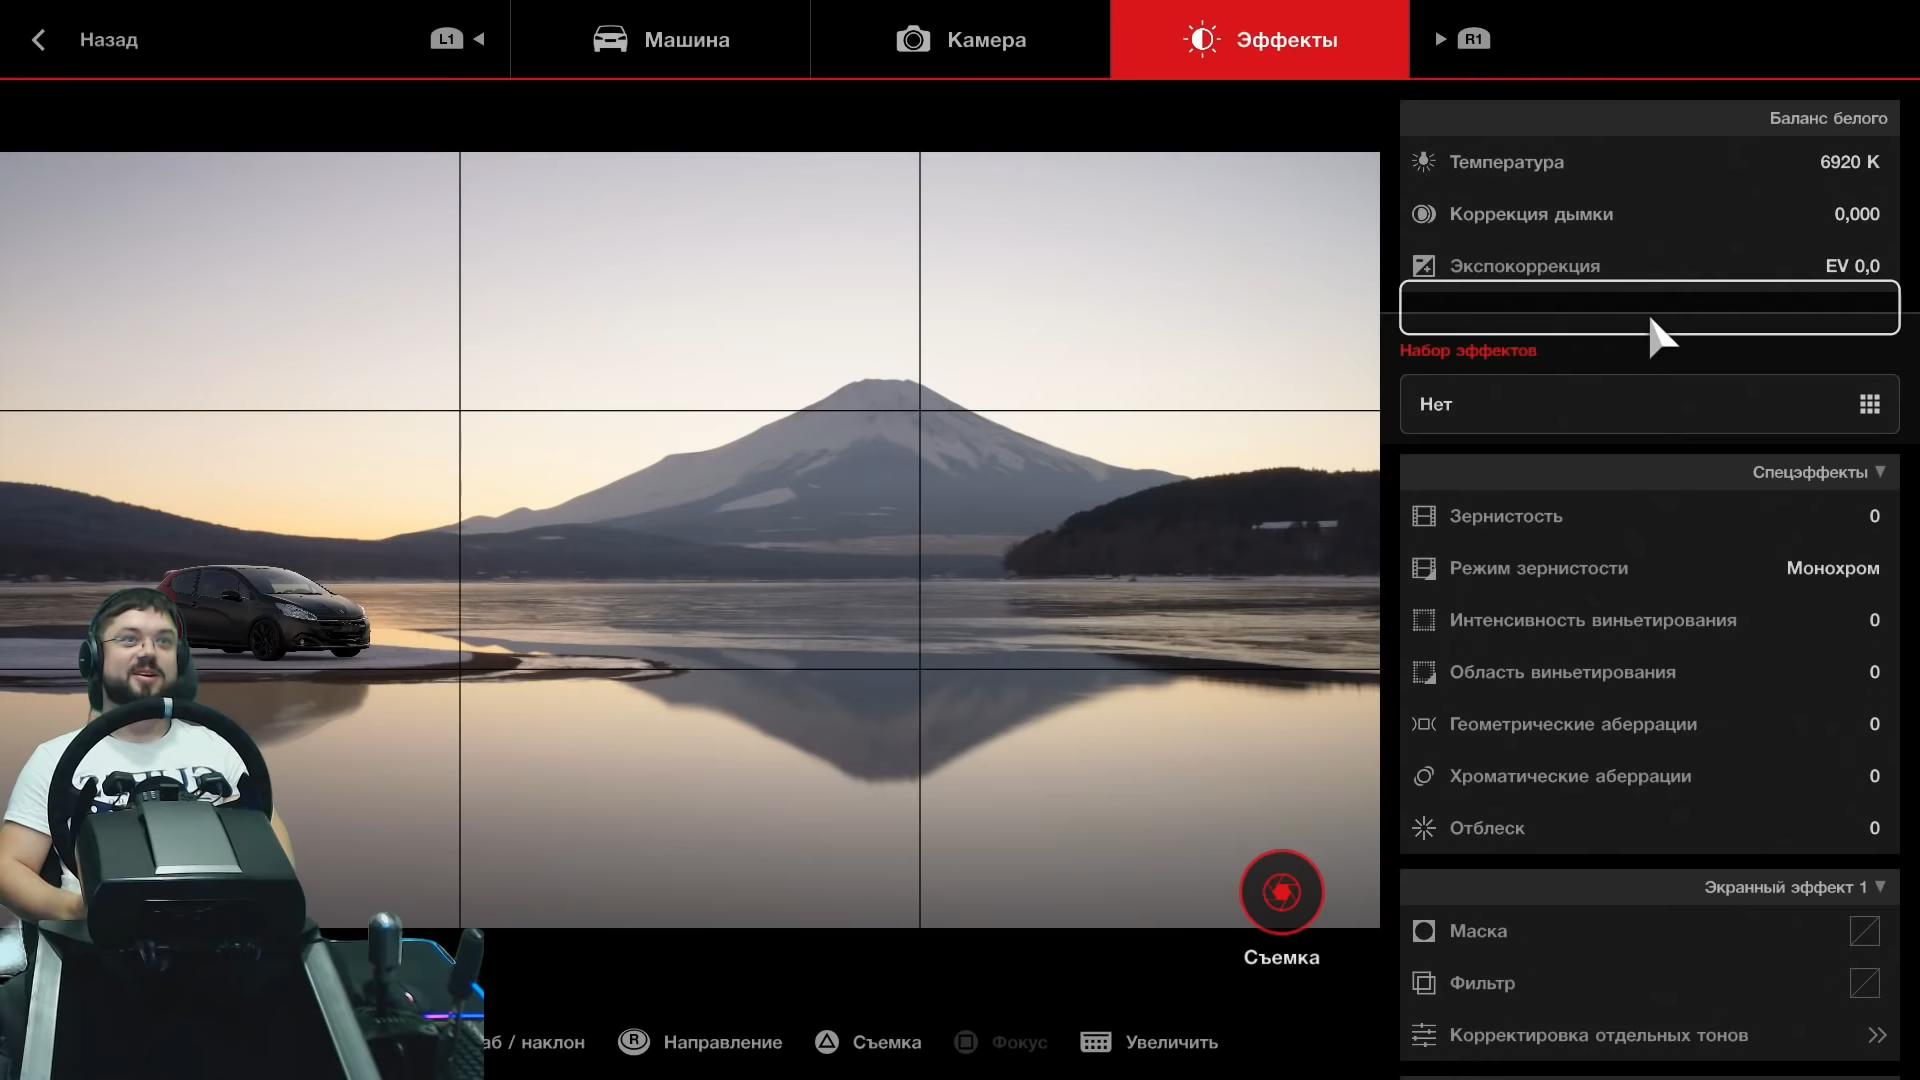 Назад
L1
Машина
Камера
Эффекты
R1
Баланс белого
Температура 6920 K
Коррекция дымки 0,000
Экспокоррекция EV 0,0
Набор эффектов
Нет
Спецэффекты
Зернистость 0
Режим зернистости Монохром
Интенсивность виньетирования 0
Область виньетирования 0
Геометрические аберрации 0
Хроматические аберрации 0
Отблеск 0
Экранный эффект 1
Маска
Фильтр
Корректировка отдельных тонов
Съемка
аб / наклон
R Направление
Съемка
Фокус
Увеличить